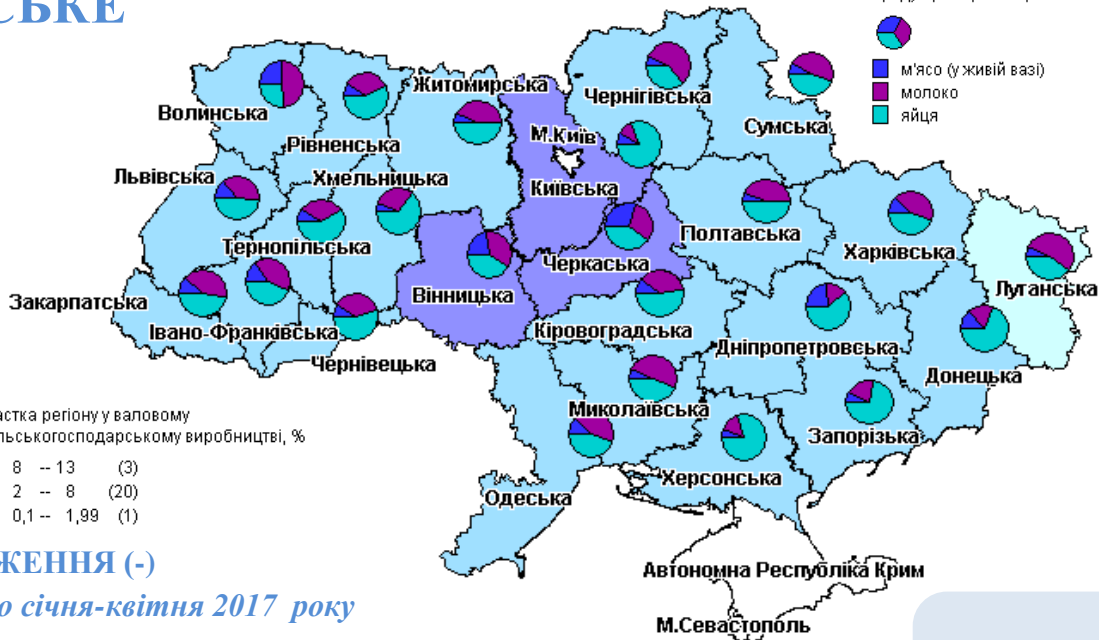 СЬКЕ
м'ясо (у живій вазі)
молоко
яйця
Житомирська
Чернігівська
Волинська
Сумська
М.Київ
Рівненська
Львівська
Хмельницька
Київська
Тернопільська
Полтавська
Харківська
Черкаська
Вінницька
Луганська
Закарпатська
Івано-Франківська
Кіровоградська
Дніпропетровська
Чернівецька
Донецька
Миколаївська
Запорізька
астка регіону у валовому
льськогосподарському виробництві, %
8 -- 13 (3)
2 -- 8 (20)
0,1 -- 1,99 (1)
Херсонська
Одеська
ЖЕННЯ (-)
Автономна Республіка Крим
о січня-квітня 2017 року
М.Севастополь